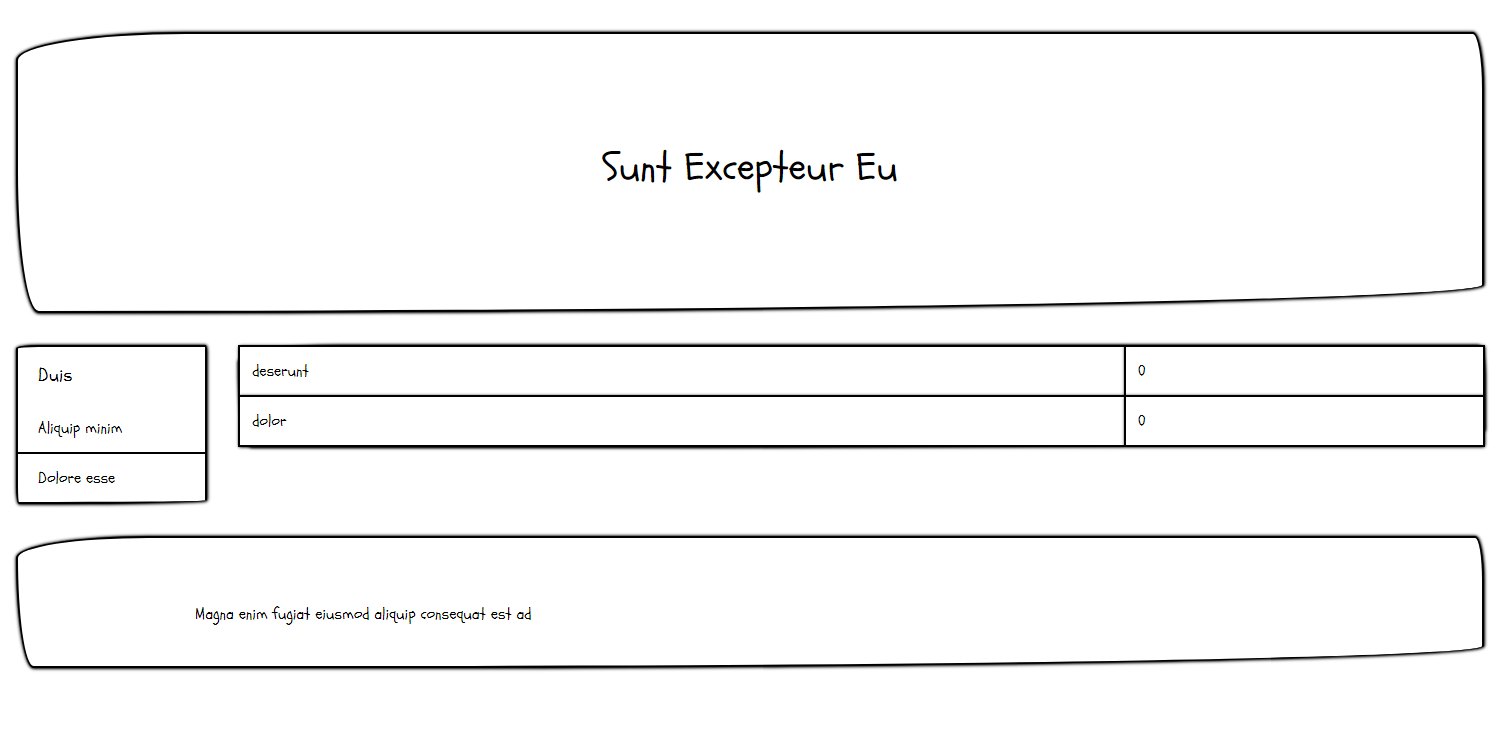 Sunt Excepteur Eu
Duis
Aliquip minim
Dolore esse
deserunt 0
dolor 0
Magna enim fugiat eiusmod aliquip consequat est ad